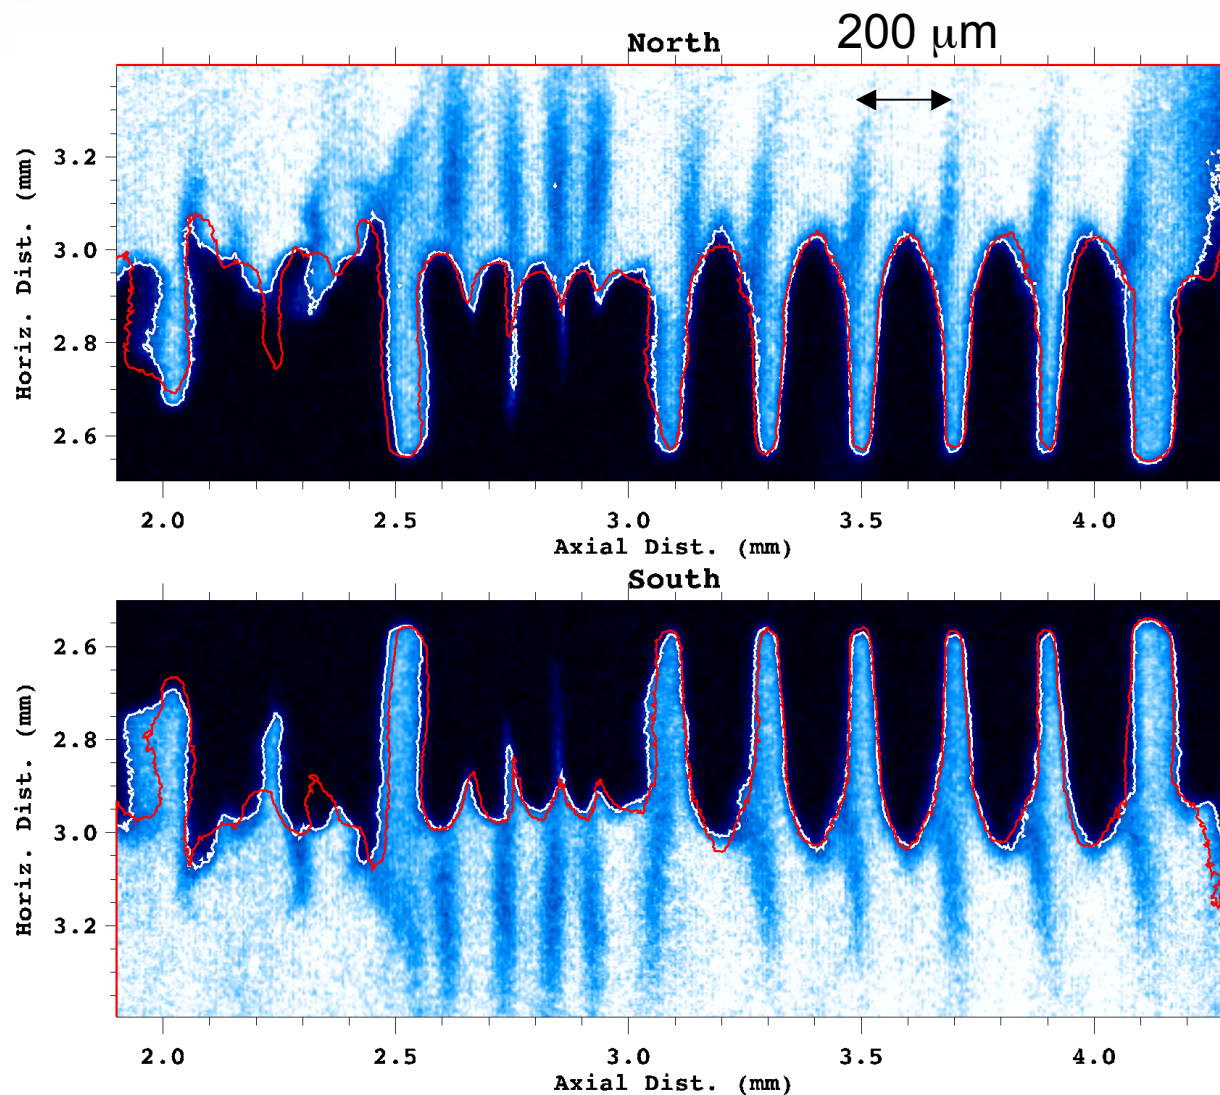 North
200 μm
Horiz. Dist. (mm)
3.2
3.0
2.8
2.6
2.0 2.5 3.0 3.5 4.0
Axial Dist. (mm)
South
Horiz. Dist. (mm)
2.6
2.8
3.0
3.2
2.0 2.5 3.0 3.5 4.0
Axial Dist. (mm)